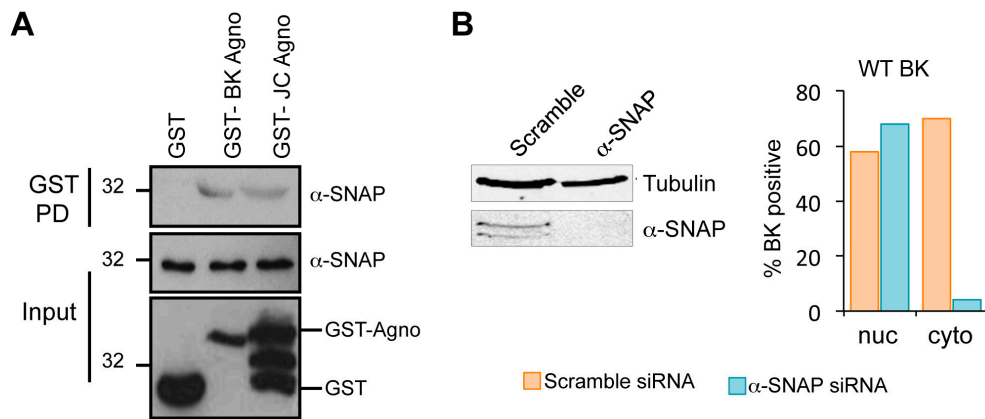 A
GST
GST- BK Agno
GST- JC Agno
GST
PD
32
α-SNAP
32
α-SNAP
Input
32
GST-Agno
GST
B
Scramble
α-SNAP
Tubulin
α-SNAP
WT BK
% BK positive
80
60
40
20
0
nuc cyto
Scramble siRNA α-SNAP siRNA